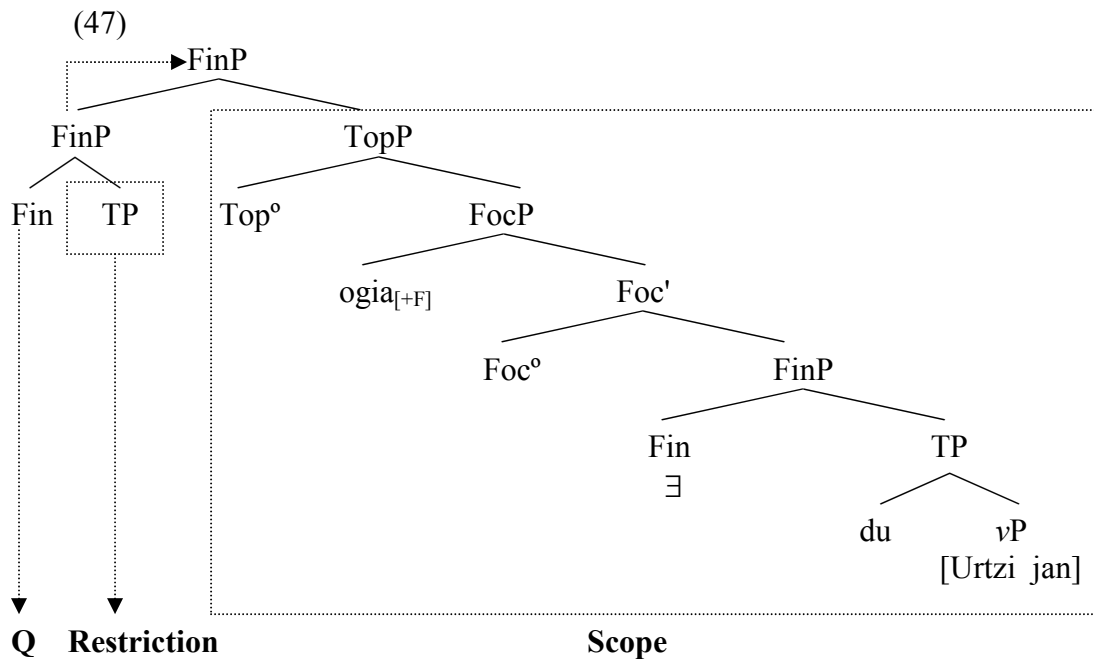 (47)
FinP
FinP TopP
Fin TP Topº FocP
ogia[+F] Foc'
Focº FinP
Fin TP
∃
du vP
[Urtzi jan]
Q Restriction Scope